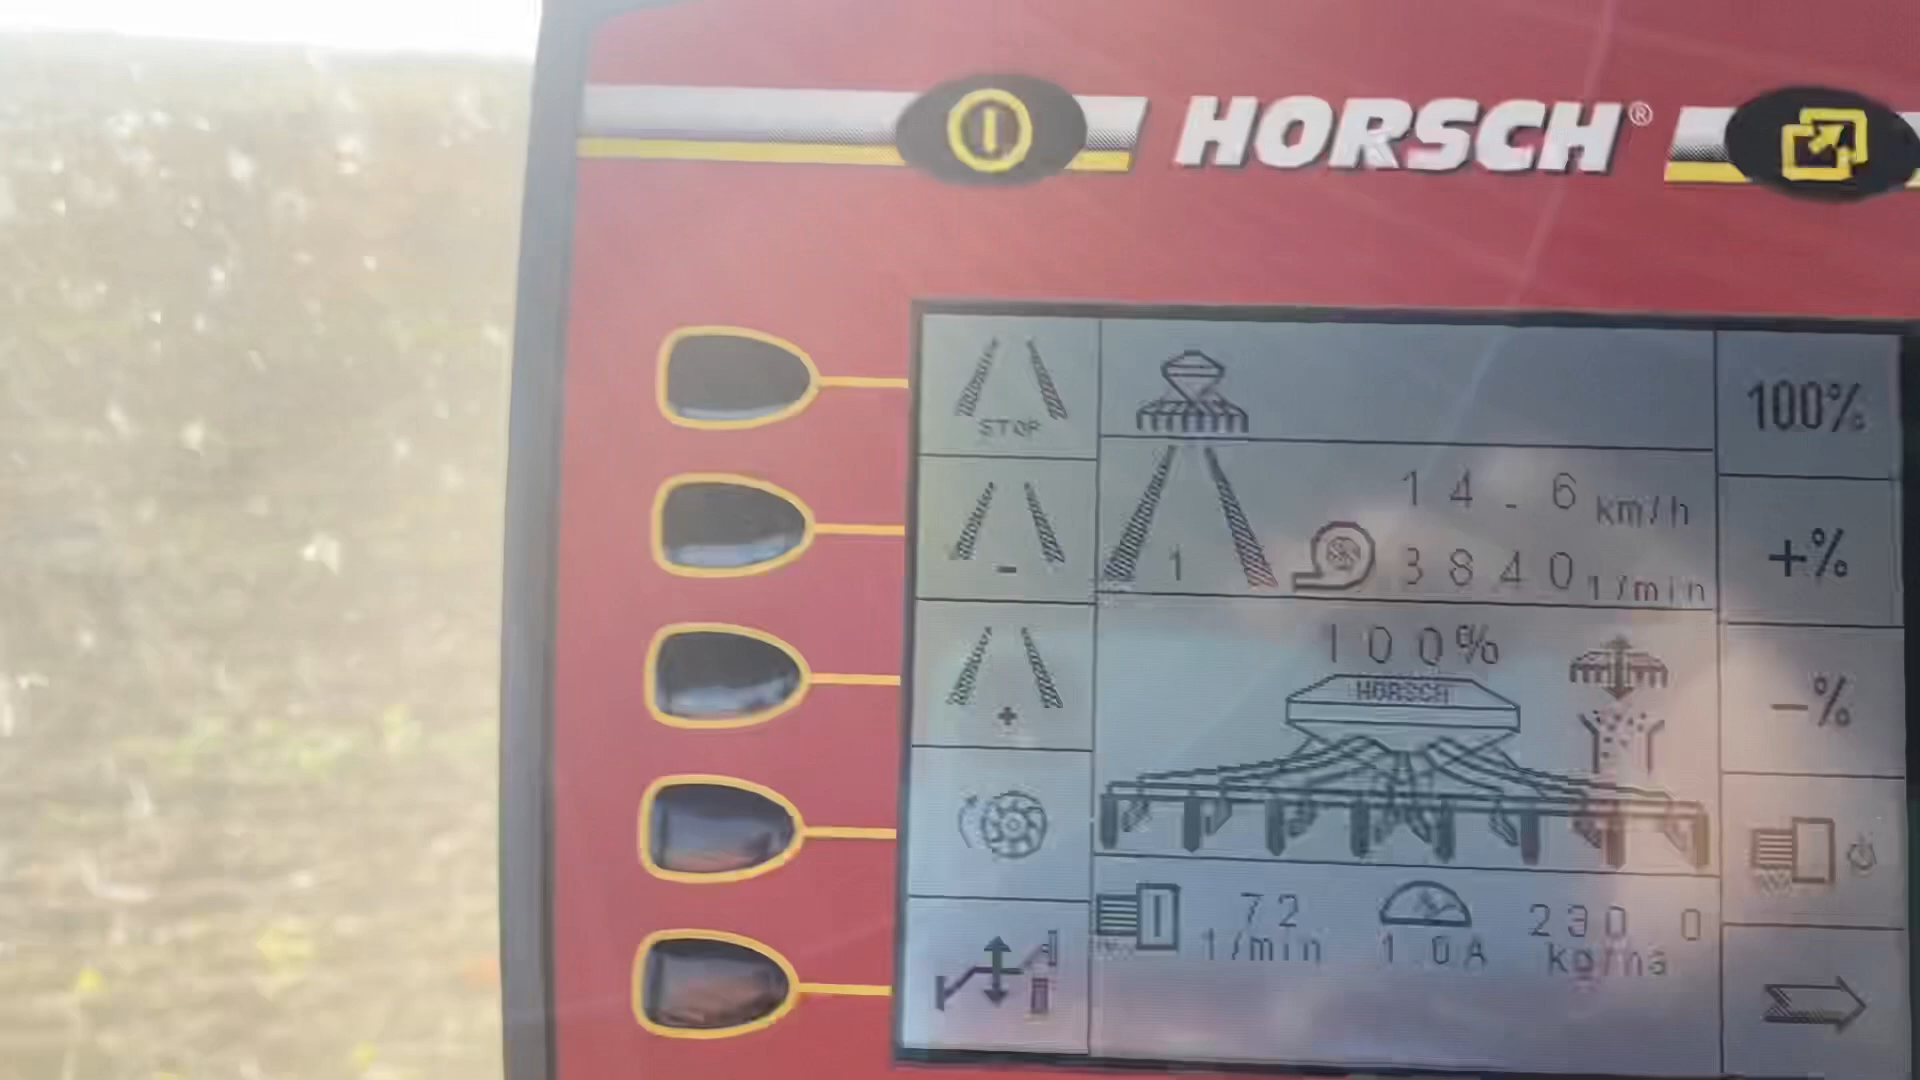 HORSCH®
STOP
100%
14.6 km/h
-
1
3840 1/min
+%
100%
HORSCH
-%
+
72
1/min
1.0A
230 0
kg/ha